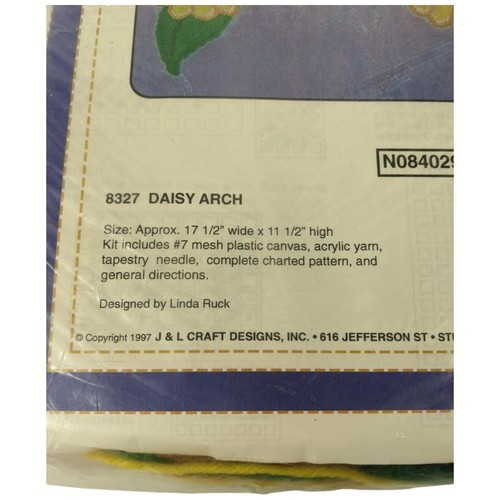 N084029
8327 DAISY ARCH
Size: Approx. 17 1/2" wide x 11 1/2" high
Kit includes #7 mesh plastic canvas, acrylic yarn,
tapestry needle, complete charted pattern, and
general directions.
Designed by Linda Ruck
© Copyright 1997 J & L CRAFT DESIGNS, INC. • 616 JEFFERSON ST •